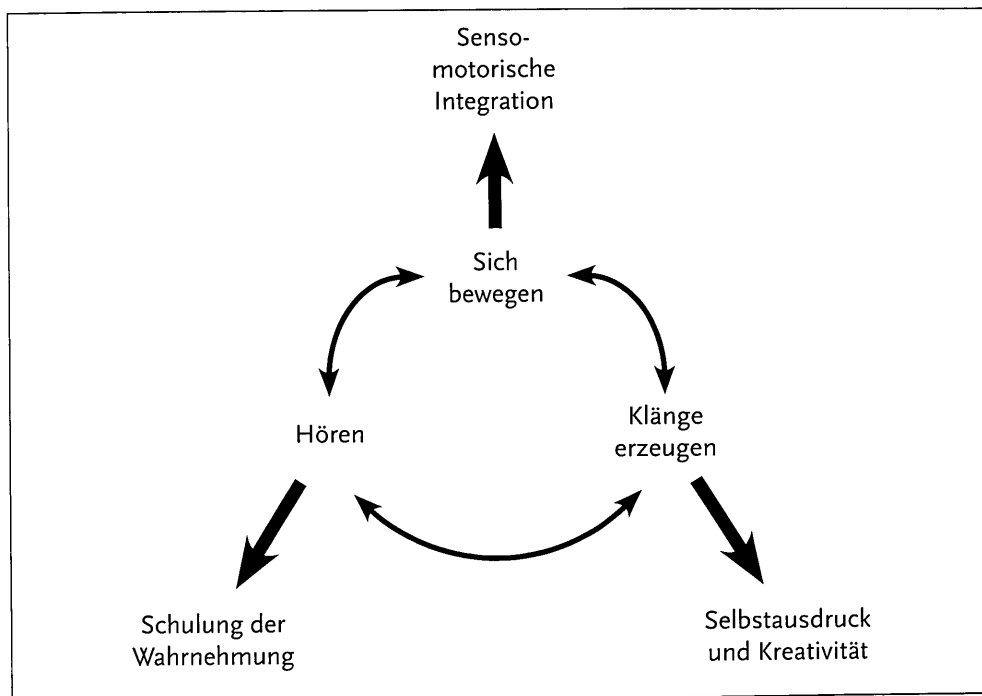 Senso-
motorische
Integration
Sich
bewegen
Hören
Klänge
erzeugen
Schulung der
Wahrnehmung
Selbstausdruck
und Kreativität